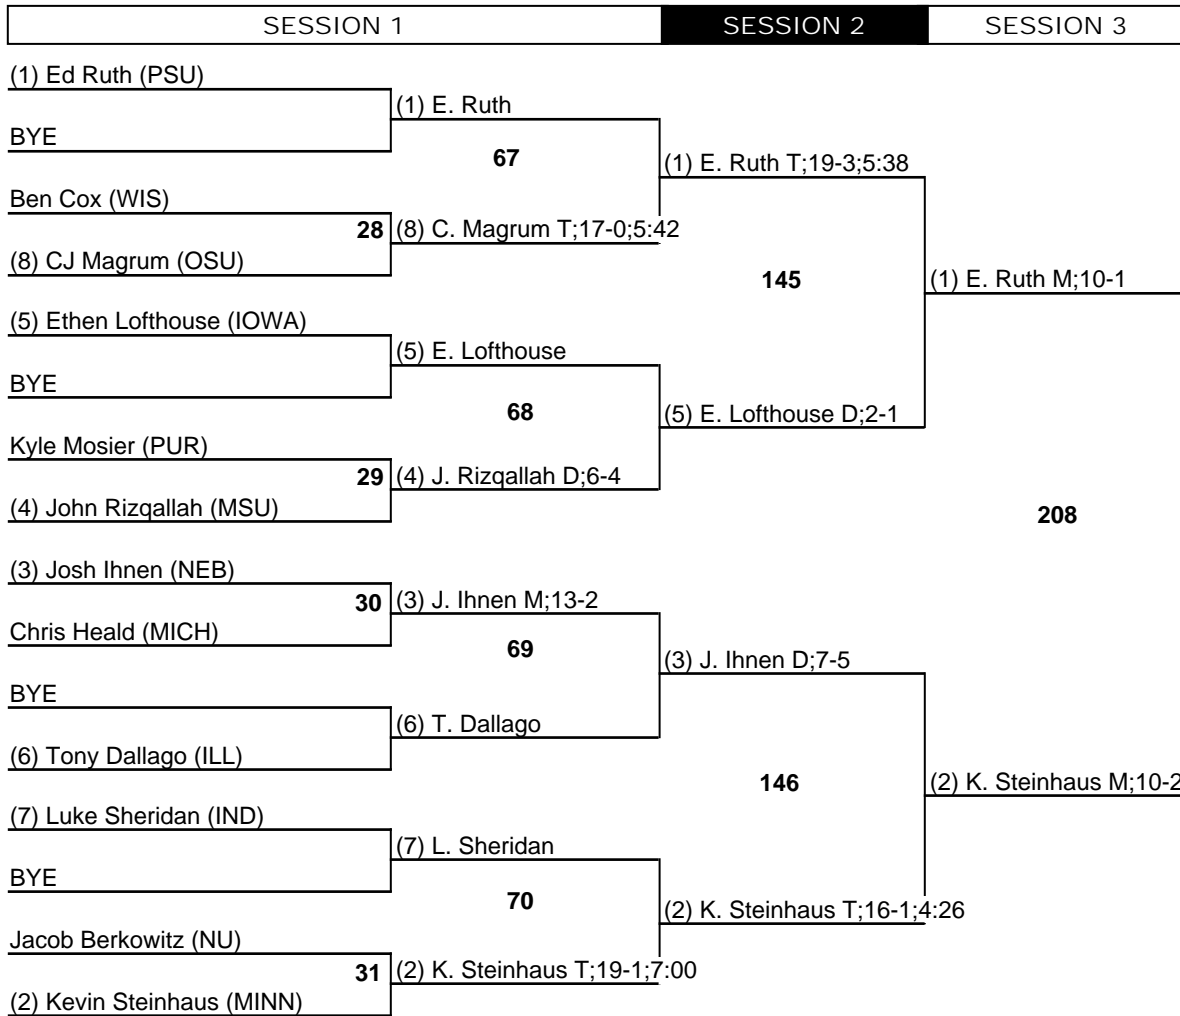 SESSION 1
SESSION 2
SESSION 3
(1) Ed Ruth (PSU)
(1) E. Ruth
BYE
67
(1) E. Ruth T;19-3;5:38
Ben Cox (WIS)
28
(8) C. Magrum T;17-0;5:42
(8) CJ Magrum (OSU)
145
(1) E. Ruth M;10-1
(5) Ethen Lofthouse (IOWA)
(5) E. Lofthouse
BYE
68
(5) E. Lofthouse D;2-1
Kyle Mosier (PUR)
29
(4) J. Rizqallah D;6-4
(4) John Rizqallah (MSU)
208
(3) Josh Ihnen (NEB)
30
(3) J. Ihnen M;13-2
Chris Heald (MICH)
69
(3) J. Ihnen D;7-5
BYE
(6) T. Dallago
(6) Tony Dallago (ILL)
146
(2) K. Steinhaus M;10-2
(7) Luke Sheridan (IND)
(7) L. Sheridan
BYE
70
(2) K. Steinhaus T;16-1;4:26
Jacob Berkowitz (NU)
31
(2) K. Steinhaus T;19-1;7:00
(2) Kevin Steinhaus (MINN)